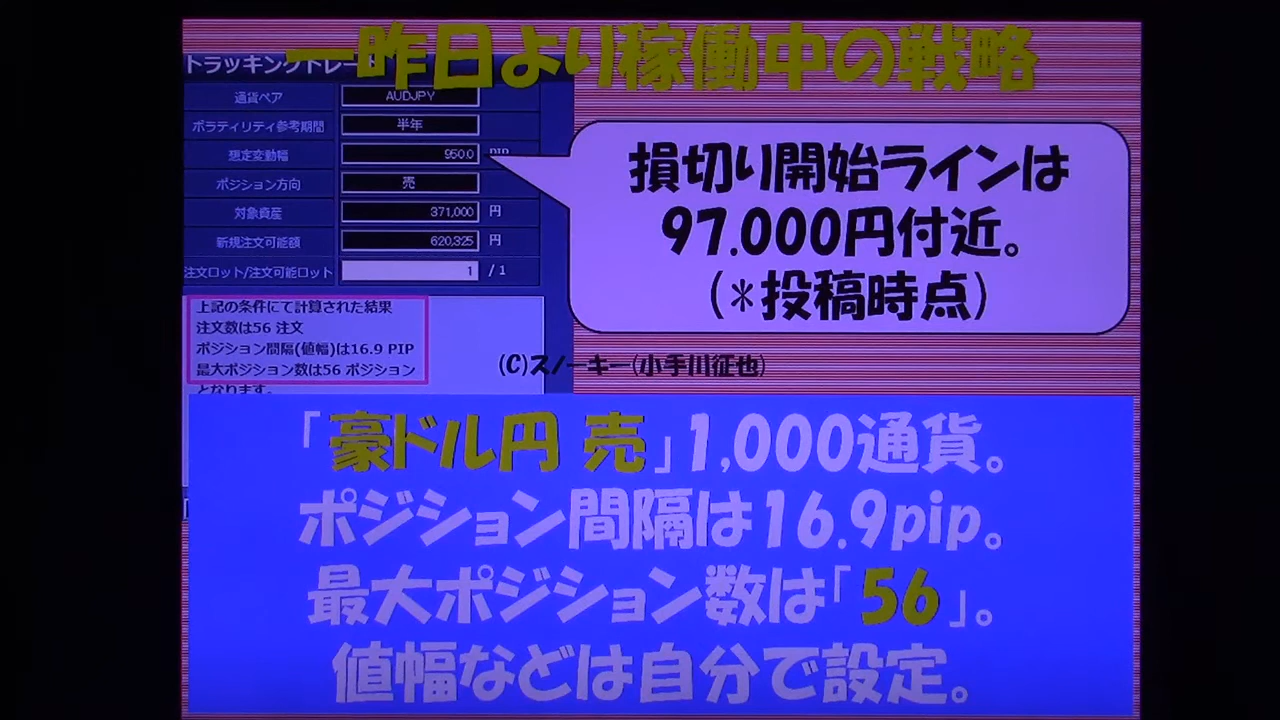 一昨日より稼働中の戦略
トラッキングトレード
通貨ペア AUDJPY
ボラティリティ参考期間 半年
想定変動幅 950.0 PIP
ポジション方向 売
対象資産 371,000 円
新規注文可能額 620,325 円
注文ロット/注文可能ロット 1 / 1
損切り開始ラインは
97.000円付近。
(*投稿時点)
上記の条件にて計算された結果
注文数は56 注文
ポジション間隔(値幅)は16.9 PIP
最大ポジション数は56 ポジション
となります。
(C)スノーキー(小手川征也)
「豪ドル円 売」,000通貨。
ポジション間隔は16.9pip。
最大ポジション数は「56」。
値幅などは自分で設定。